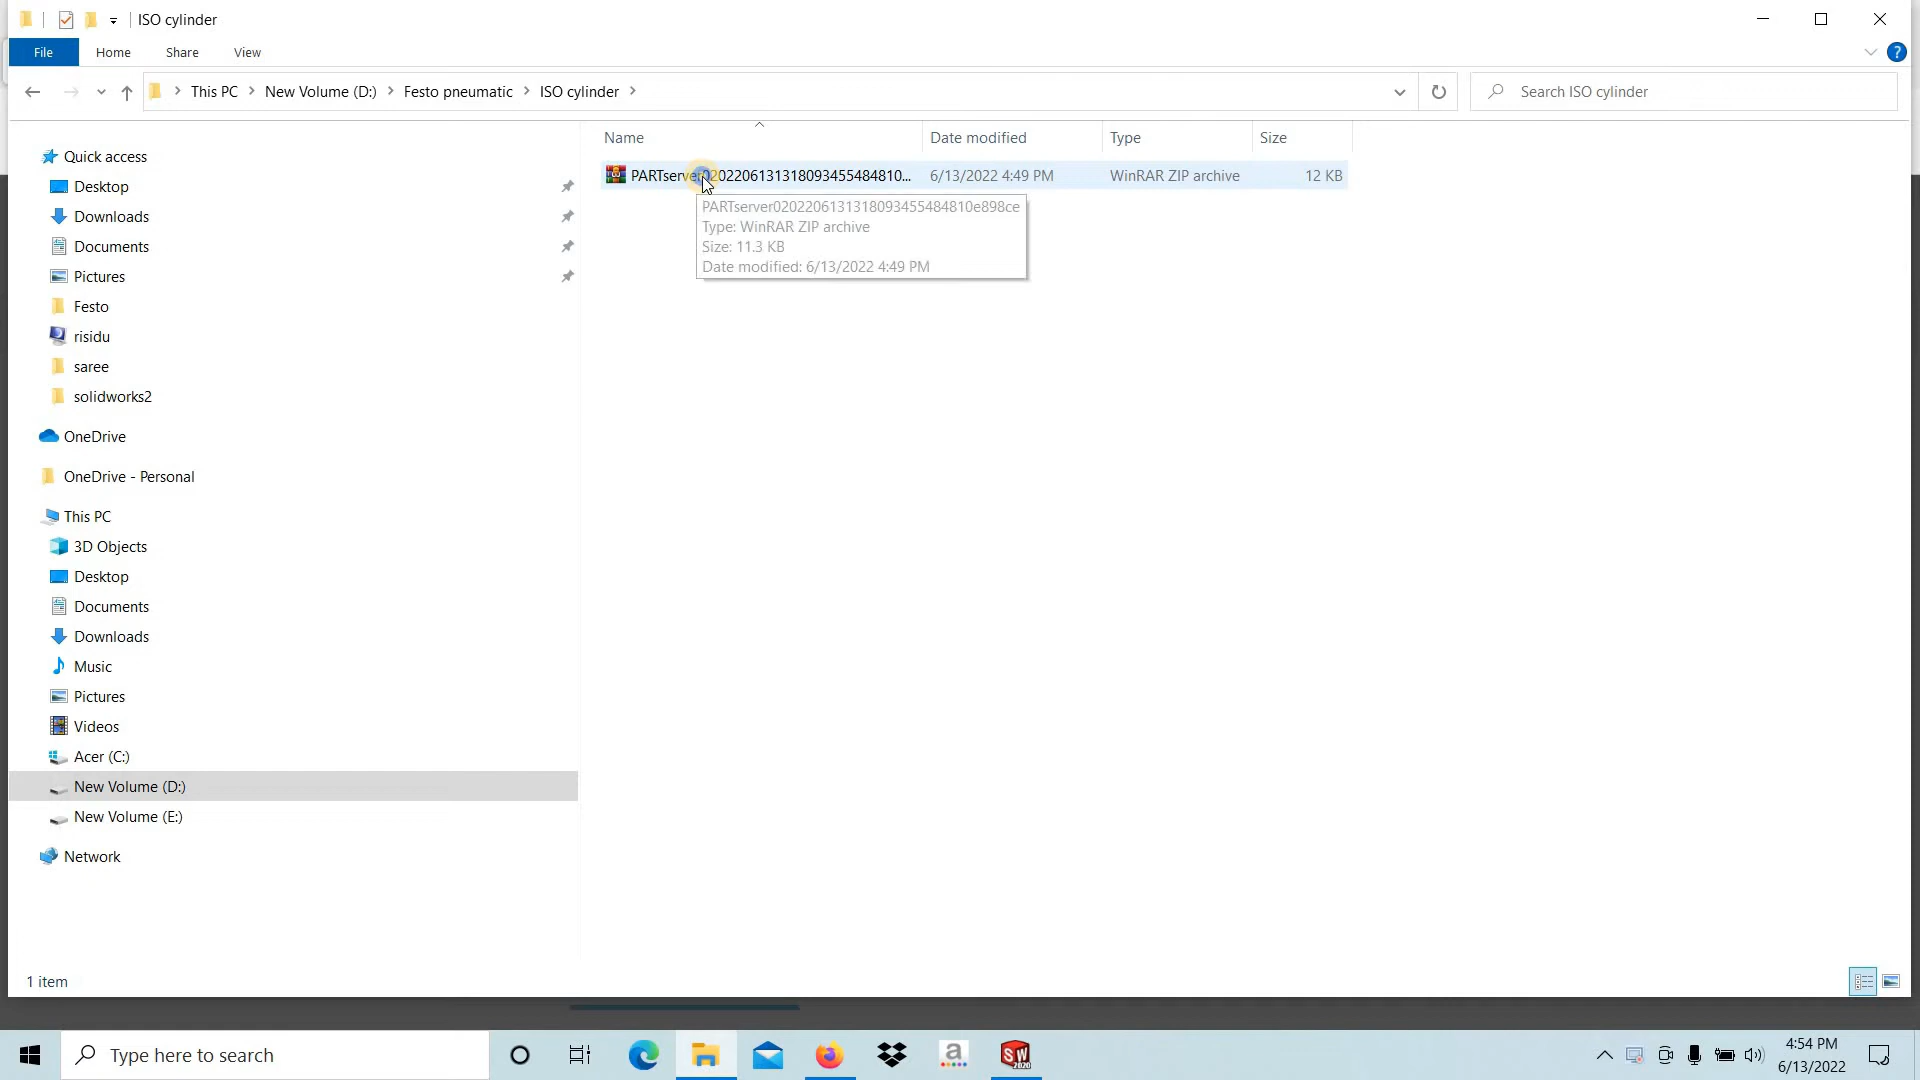 ISO cylinder
File Home Share View
This PC New Volume (D:) Festo pneumatic ISO cylinder
Search ISO cylinder
Name Date modified Type Size
PARTserver0202206131318093455484810... 6/13/2022 4:49 PM WinRAR ZIP archive 12 KB
PARTserver0202206131318093455484810e898ce
Type: WinRAR ZIP archive
Size: 11.3 KB
Date modified: 6/13/2022 4:49 PM
Quick access
Desktop
Downloads
Documents
Pictures
Festo
risidu
saree
solidworks2
OneDrive
OneDrive - Personal
This PC
3D Objects
Desktop
Documents
Downloads
Music
Pictures
Videos
Acer (C:)
New Volume (D:)
New Volume (E:)
Network
1 item
Type here to search
a
SW
2020
4:54 PM
6/13/2022